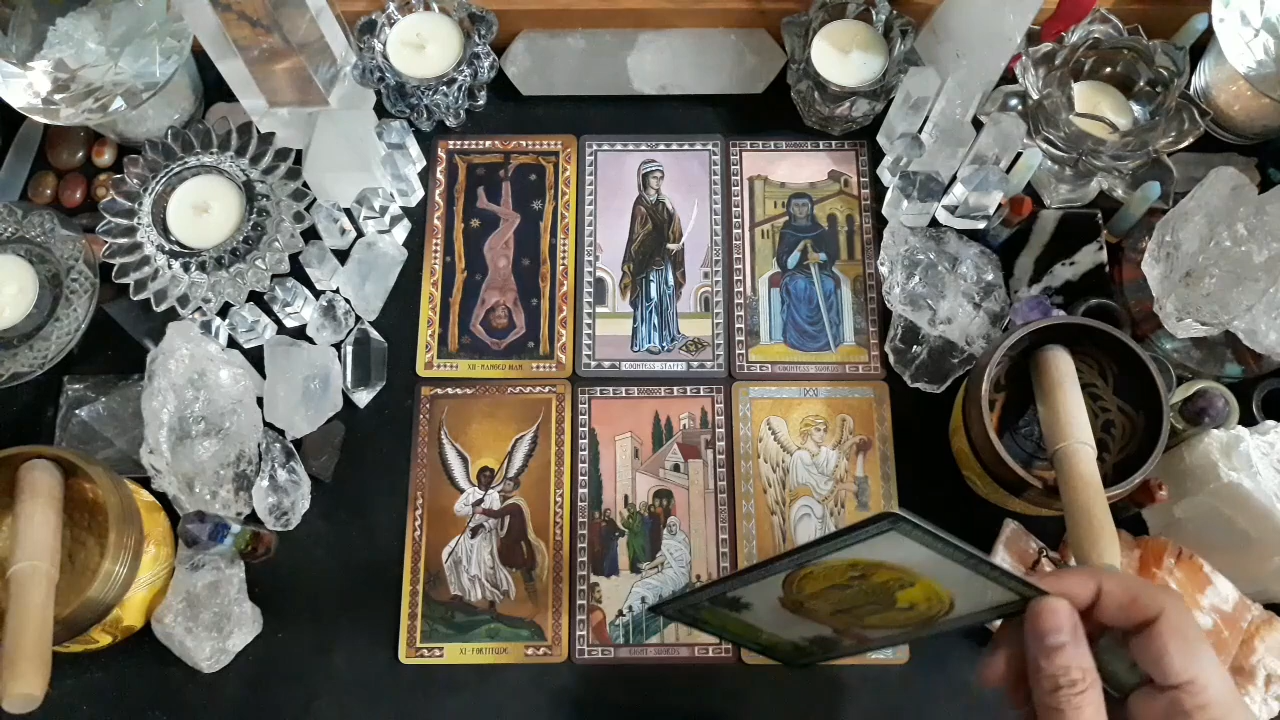 XII-HANGED MAN
COUNTESS-STAFFS
COUNTESS-SWORDS
XI-FORTITUDE
EIGHT-SWORDS